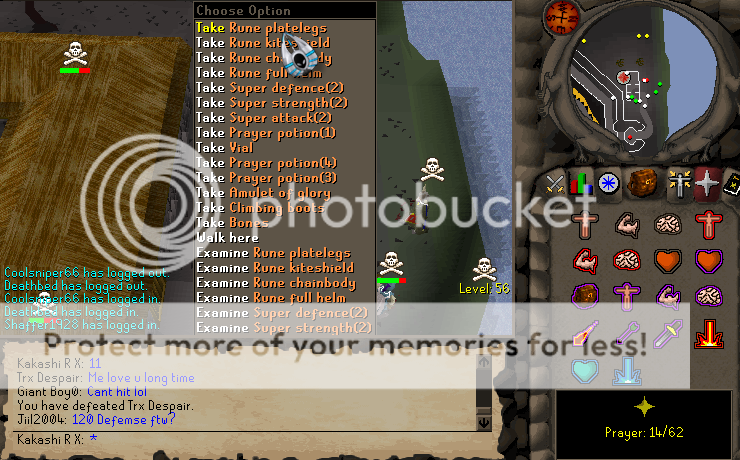 Choose Option
Take Rune platelegs
Take Rune kiteshield
Take Rune chainbody
Take Rune full helm
Take Super defence(2)
Take Super strength(2)
Take Super attack(2)
Take Prayer potion(1)
Take Vial
Take Prayer potion(4)
Take Prayer potion(3)
Take Amulet of glory
Take Climbing boots
Take Bones
Walk here
Examine Rune platelegs
Examine Rune kiteshield
Examine Rune chainbody
Examine Rune full helm
Examine Super defence(2)
Examine Super strength(2)
photobucket
Coolsniper66 has logged out.
Deathbed has logged out.
Coolsniper66 has logged in.
Deathbed has logged in.
Shaffer1928 has logged in.
Level: 56
Protect more of your memories for less!
Kakashi R X: 11
Trx Despair: Me love u long time
Giant Boy0: Cant hit lol
You have defeated Trx Despair.
Jiil2004: 120 Defemse ftw?
Kakashi R X: *
Prayer: 14/62